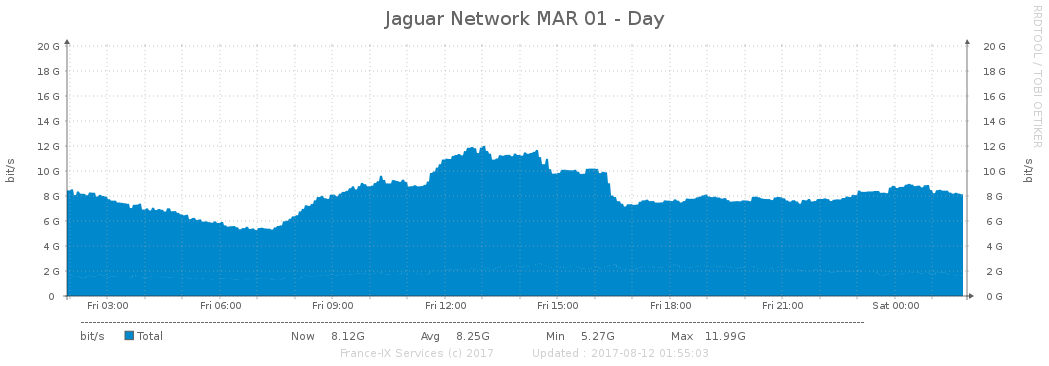 Jaguar Network MAR 01 - Day
RRDTOOL / TOBI OETIKER
bit/s
bit/s
20 G 20 G
18 G 18 G
16 G 16 G
14 G 14 G
12 G 12 G
10 G 10 G
8 G 8 G
6 G 6 G
4 G 4 G
2 G 2 G
0 0 G
Fri 03:00 Fri 06:00 Fri 09:00 Fri 12:00 Fri 15:00 Fri 18:00 Fri 21:00 Sat 00:00
bit/s Total Now 8.12G Avg 8.25G Min 5.27G Max 11.99G
France-IX Services (c) 2017 Updated : 2017-08-12 01:55:03